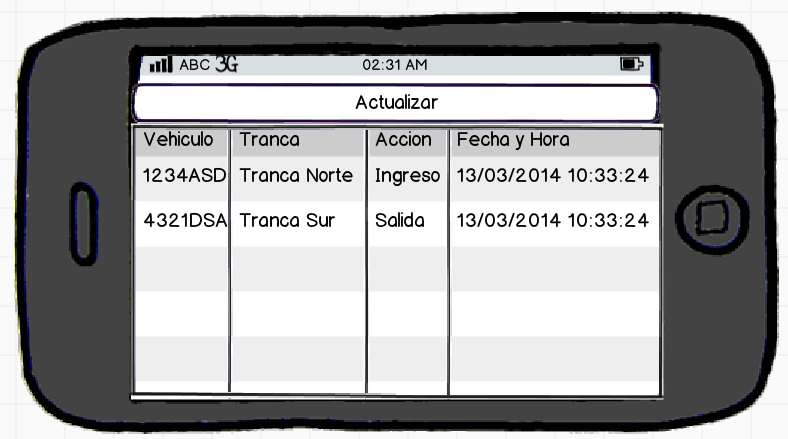 ABC 3G 02:31 AM
Actualizar
Vehiculo Tranca Accion Fecha y Hora
1234ASD Tranca Norte Ingreso 13/03/2014 10:33:24
4321DSA Tranca Sur Salida 13/03/2014 10:33:24